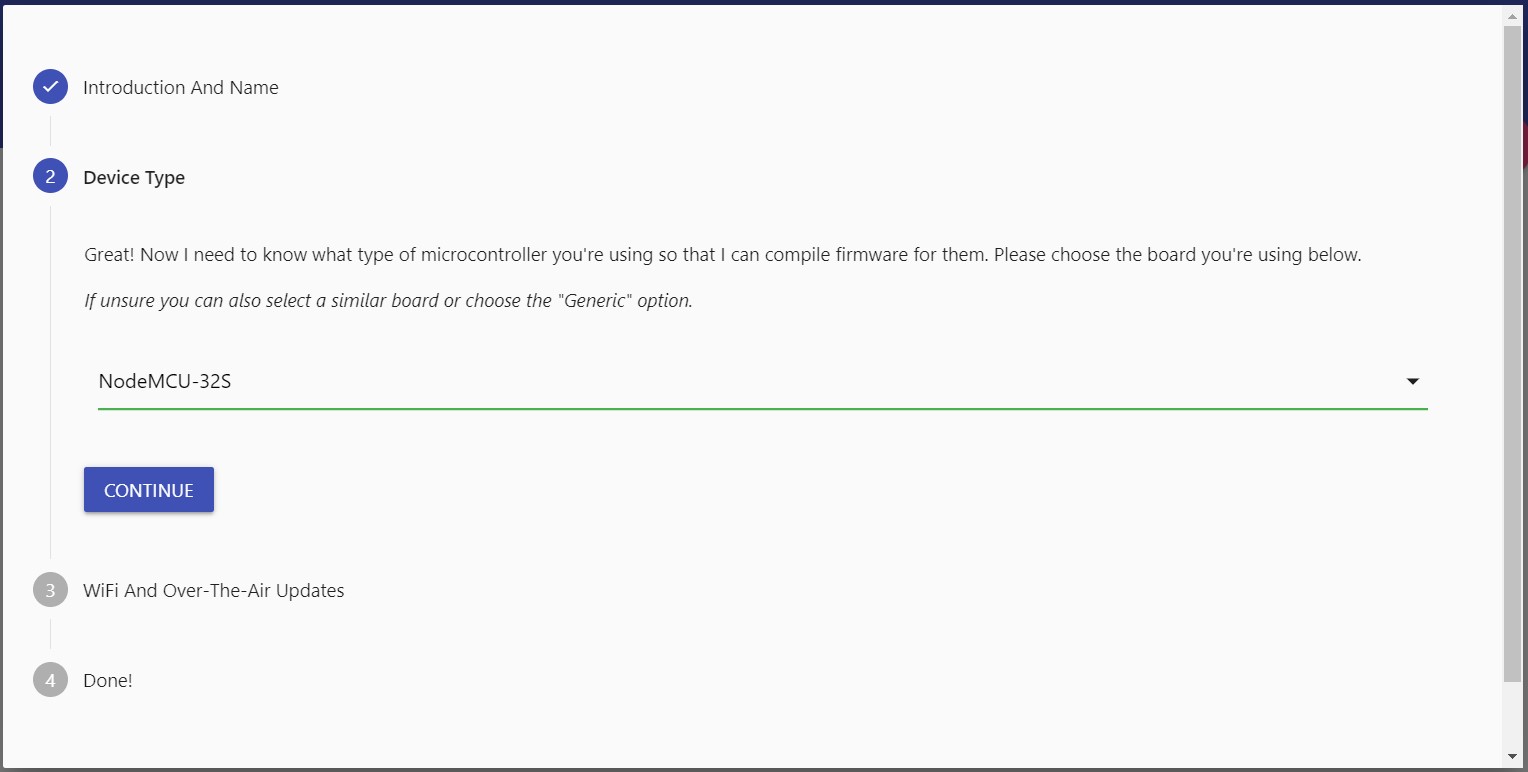 Introduction And Name
2
Device Type
Great! Now I need to know what type of microcontroller you're using so that I can compile firmware for them. Please choose the board you're using below.
If unsure you can also select a similar board or choose the "Generic" option.
NodeMCU-32S
CONTINUE
3
WiFi And Over-The-Air Updates
4
Done!